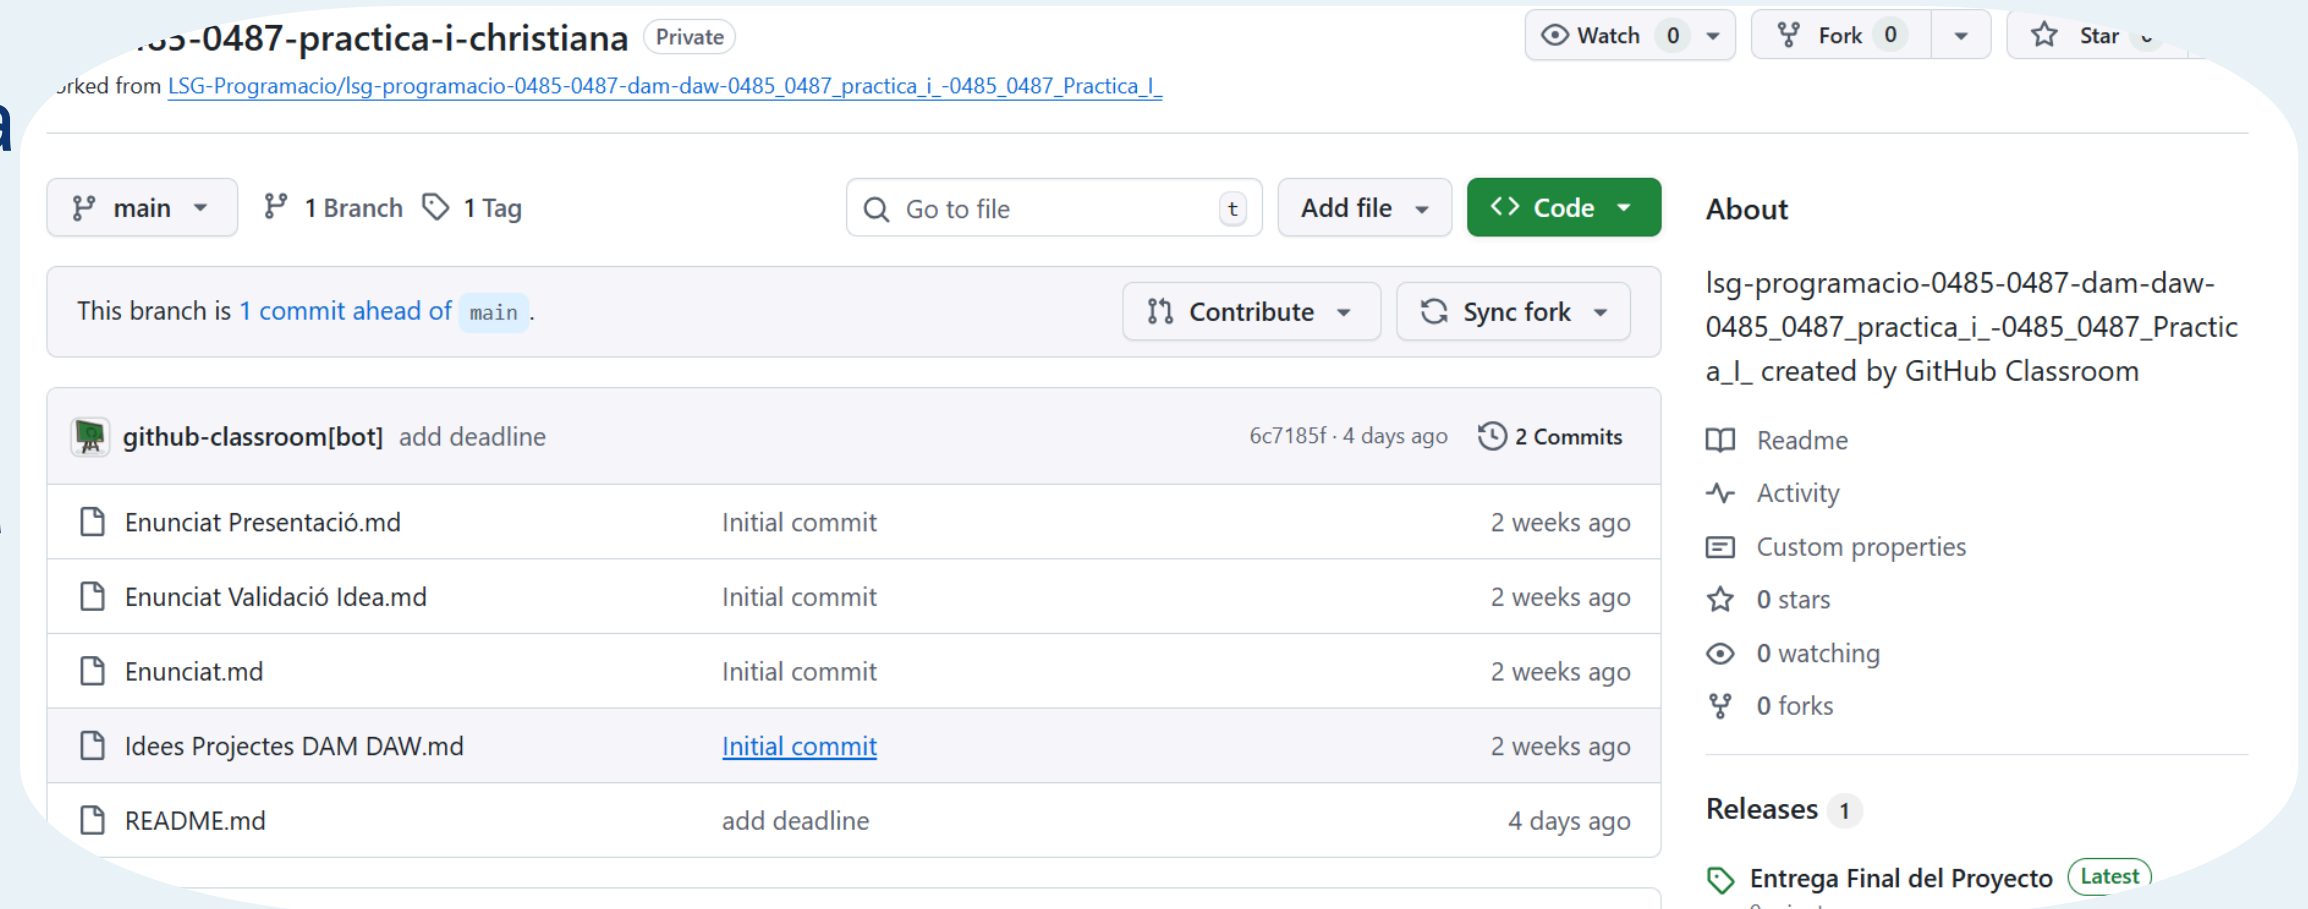 -0487-practica-i-christiana Private
Watch 0
Fork 0
Star
forked from LSG-Programacio/lsg-programacio-0485-0487-dam-daw-0485_0487_practica_i_-0485_0487_Practica_I_
a
main
1 Branch
1 Tag
Go to file t
Add file
Code
This branch is 1 commit ahead of main .
Contribute
Sync fork
github-classroom[bot] add deadline 6c7185f · 4 days ago 2 Commits
Enunciat Presentació.md Initial commit 2 weeks ago
Enunciat Validació Idea.md Initial commit 2 weeks ago
Enunciat.md Initial commit 2 weeks ago
Idees Projectes DAM DAW.md Initial commit 2 weeks ago
README.md add deadline 4 days ago
About
lsg-programacio-0485-0487-dam-daw-
0485_0487_practica_i_-0485_0487_Practic
a_I_ created by GitHub Classroom
Readme
Activity
Custom properties
0 stars
0 watching
0 forks
Releases 1
Entrega Final del Proyecto Latest